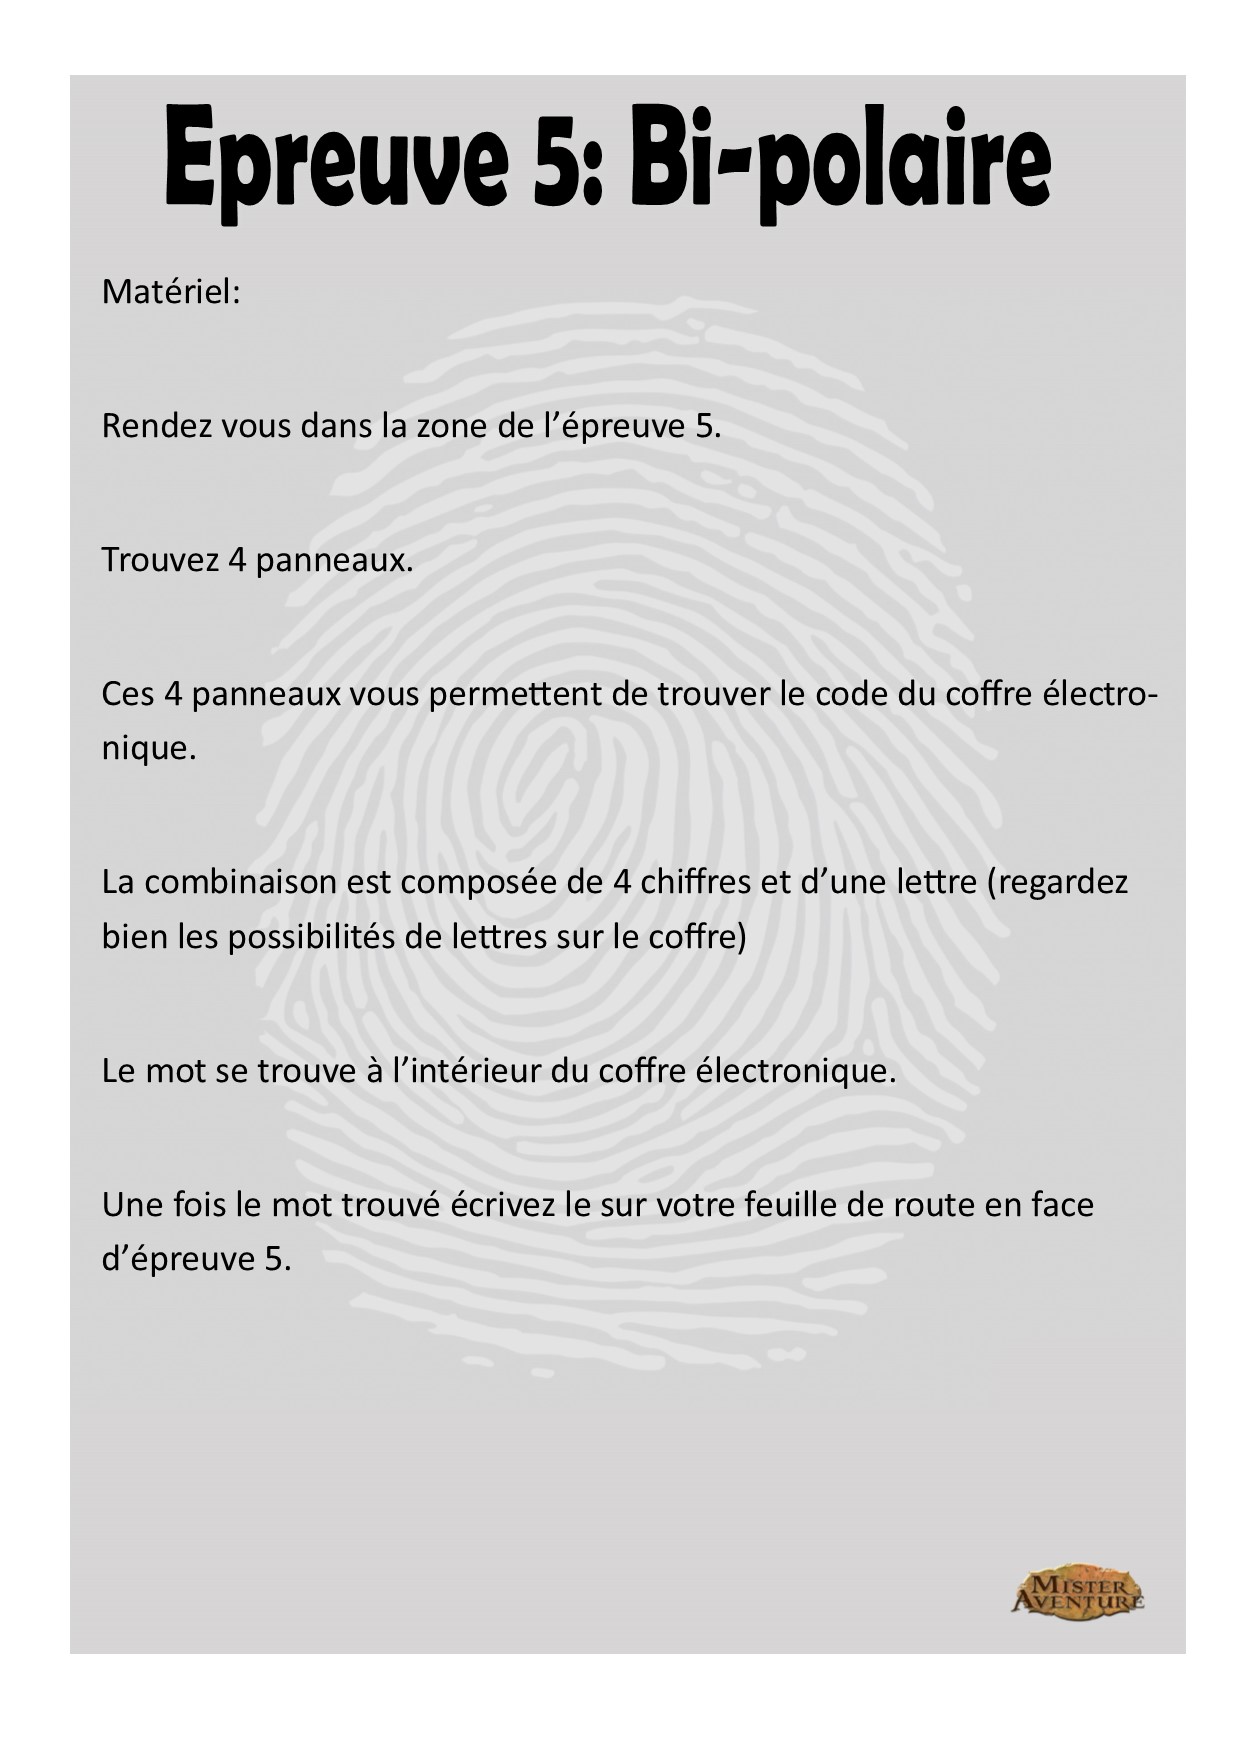 Epreuve 5: Bi-polaire
Matériel:
Rendez vous dans la zone de l’épreuve 5.
Trouvez 4 panneaux.
Ces 4 panneaux vous permettent de trouver le code du coffre électro-
nique.
La combinaison est composée de 4 chiffres et d’une lettre (regardez
bien les possibilités de lettres sur le coffre)
Le mot se trouve à l’intérieur du coffre électronique.
Une fois le mot trouvé écrivez le sur votre feuille de route en face
d’épreuve 5.
MISTER
AVENTURE